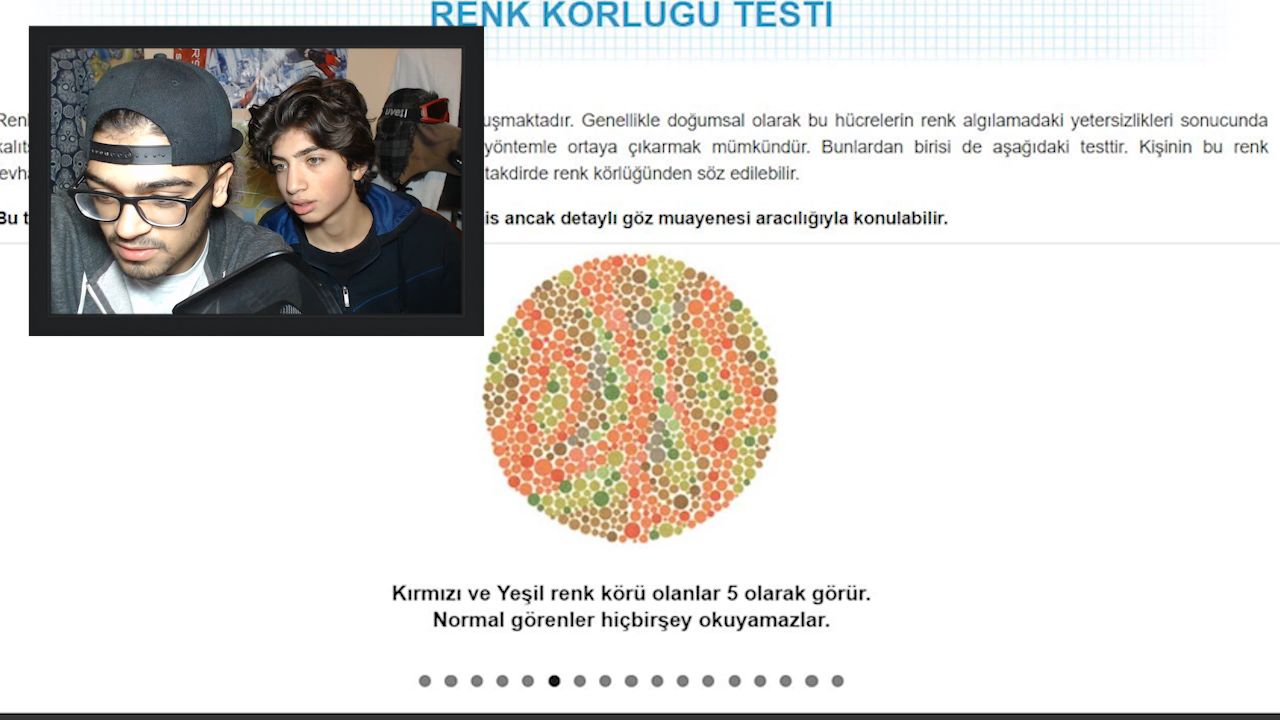 RENK KÖRLÜĞÜ TESTİ
uşmaktadır. Genellikle doğumsal olarak bu hücrelerin renk algılamadaki yetersizlikleri sonucunda
yöntemle ortaya çıkarmak mümkündür. Bunlardan birisi de aşağıdaki testtir. Kişinin bu renk
takdirde renk körlüğünden söz edilebilir.
Bu t
is ancak detaylı göz muayenesi aracılığıyla konulabilir.
Kırmızı ve Yeşil renk körü olanlar 5 olarak görür.
Normal görenler hiçbirşey okuyamazlar.